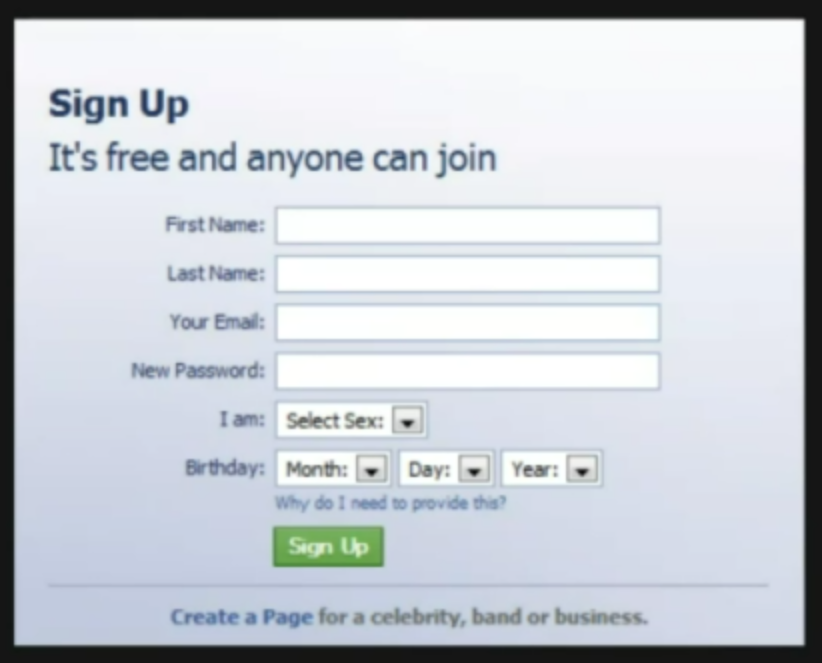 Sign Up
It's free and anyone can join
First Name:
Last Name:
Your Email:
New Password:
I am: Select Sex:
Birthday: Month: Day: Year:
Why do I need to provide this?
Sign Up
Create a Page for a celebrity, band or business.